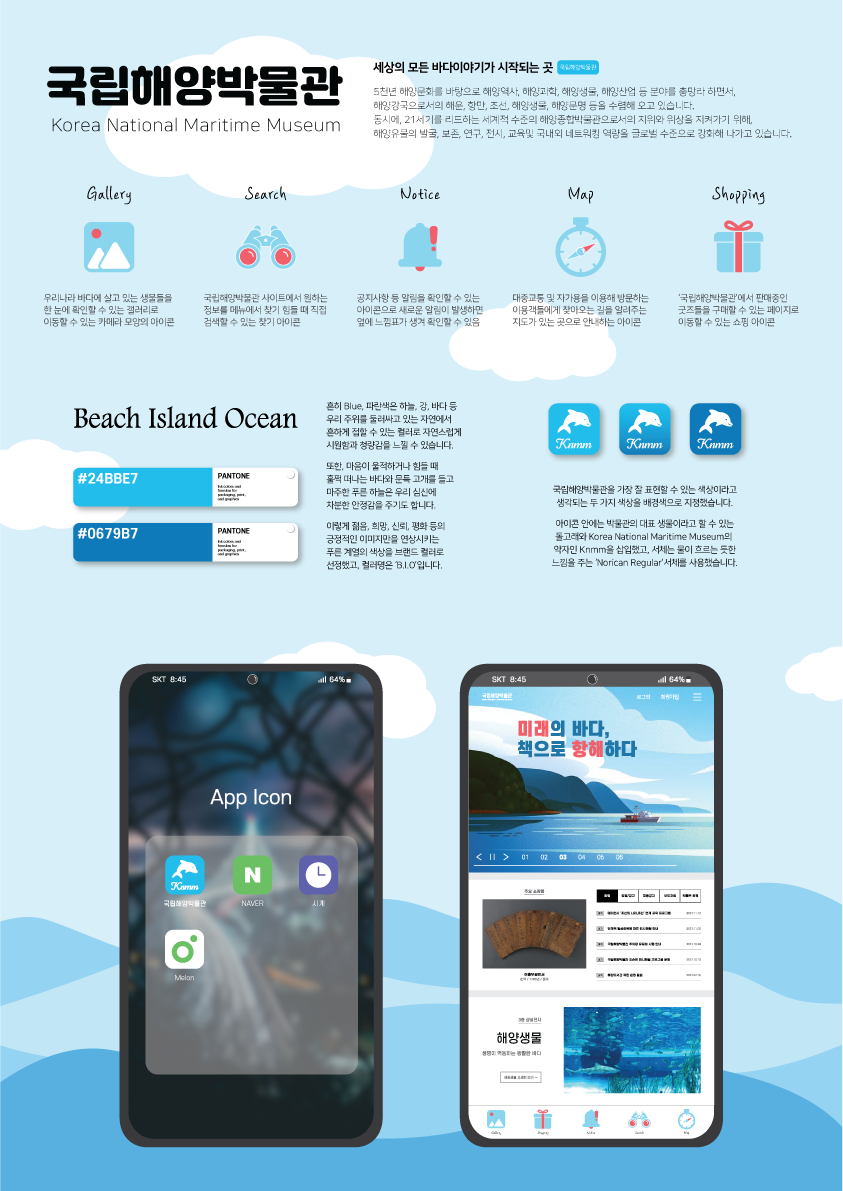 국립해양박물관
Korea National Maritime Museum
세상의 모든 바다이야기가 시작되는 곳 국립해양박물관
5천년 해양문화를 바탕으로 해양역사, 해양과학, 해양생물, 해양산업 등 분야를 총망라 하면서,
해양강국으로서의 해운, 항만, 조선, 해양생물, 해양문명 등을 수렴해 오고 있습니다.
동시에, 21세기를 리드하는 세계적 수준의 해양종합박물관으로서의 지위와 위상을 지켜가기 위해,
해양유물의 발굴, 보존, 연구, 전시, 교육및 국내외 네트워킹 역량을 글로벌 수준으로 강화해 나가고 있습니다.
Gallery
Search
Notice
Map
Shopping
우리나라 바다에 살고 있는 생물들을
한 눈에 확인할 수 있는 갤러리로
이동할 수 있는 카메라 모양의 아이콘
국립해양박물관 사이트에서 원하는
정보를 메뉴에서 찾기 힘들 때 직접
검색할 수 있는 찾기 아이콘
공지사항 등 알림을 확인할 수 있는
아이콘으로 새로운 알림이 발생하면
옆에 느낌표가 생겨 확인할 수 있음
대중교통 및 자가용을 이용해 방문하는
이용객들에게 찾아오는 길을 알려주는
지도가 있는 곳으로 안내하는 아이콘
'국립해양박물관'에서 판매중인
굿즈들을 구매할 수 있는 페이지로
이동할 수 있는 쇼핑 아이콘
Beach Island Ocean
#24BBE7
PANTONE
#0679B7
PANTONE
흔히 Blue, 파란색은 하늘, 강, 바다 등
우리 주위를 둘러싸고 있는 자연에서
흔하게 접할 수 있는 컬러로 자연스럽게
시원함과 청량감을 느낄 수 있습니다.
또한, 마음이 울적하거나 힘들 때
훌쩍 떠나는 바다와 문득 고개를 들고
마주한 푸른 하늘은 우리 심신에
차분한 안정감을 주기도 합니다.
이렇게 젊음, 희망, 신뢰, 평화 등의
긍정적인 이미지만을 연상시키는
푸른 계열의 색상을 브랜드 컬러로
선정했고, 컬러명은 'B.I.O'입니다.
Knmm
Knmm
Knmm
국립해양박물관을 가장 잘 표현할 수 있는 색상이라고
생각되는 두 가지 색상을 배경색으로 지정했습니다.
아이콘 안에는 박물관의 대표 생물이라고 할 수 있는
돌고래와 Korea National Maritime Museum의
약자인 Knmm을 삽입했고, 서체는 물이 흐르는 듯한
느낌을 주는 'Norican Regular'서체를 사용했습니다.
SKT 8:45
64%
App Icon
Knmm
국립해양박물관
N
NAVER
시계
Melon
SKT 8:45
64%
국립해양박물관
로그인 회원가입
미래의 바다,
책으로 항해하다
01 02 03 04 05 06
주요 소장품
3층 상설전시
해양생물
생명이 역동하는 생활관 바다
Gallery
Shopping
Notice
Search
Map